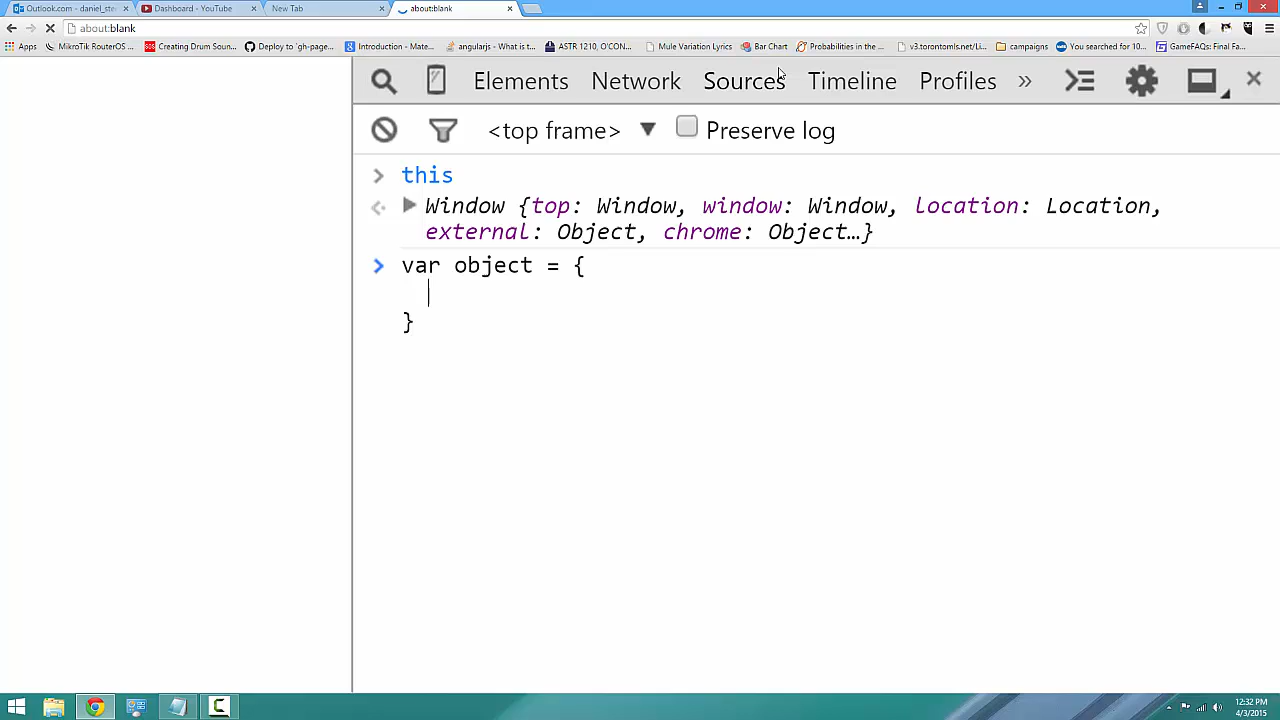 Outlook.com - daniel_ste
Dashboard - YouTube
New Tab
about:blank
about:blank
Apps
MikroTik RouterOS ...
Creating Drum Soun...
Deploy to 'gh-page...
Introduction - Mate...
angularjs - What is t...
ASTR 1210, O'CON...
Mule Variation Lyrics
Bar Chart
Probabilities in the ...
v3.torontomls.net/Li...
campaigns
You searched for 10...
GameFAQs: Final Fa...
Elements Network Sources Timeline Profiles »
<top frame> ▼ Preserve log
> this
Window {top: Window, window: Window, location: Location,
external: Object, chrome: Object…}
> var object = {
}
12:32 PM
4/3/2015